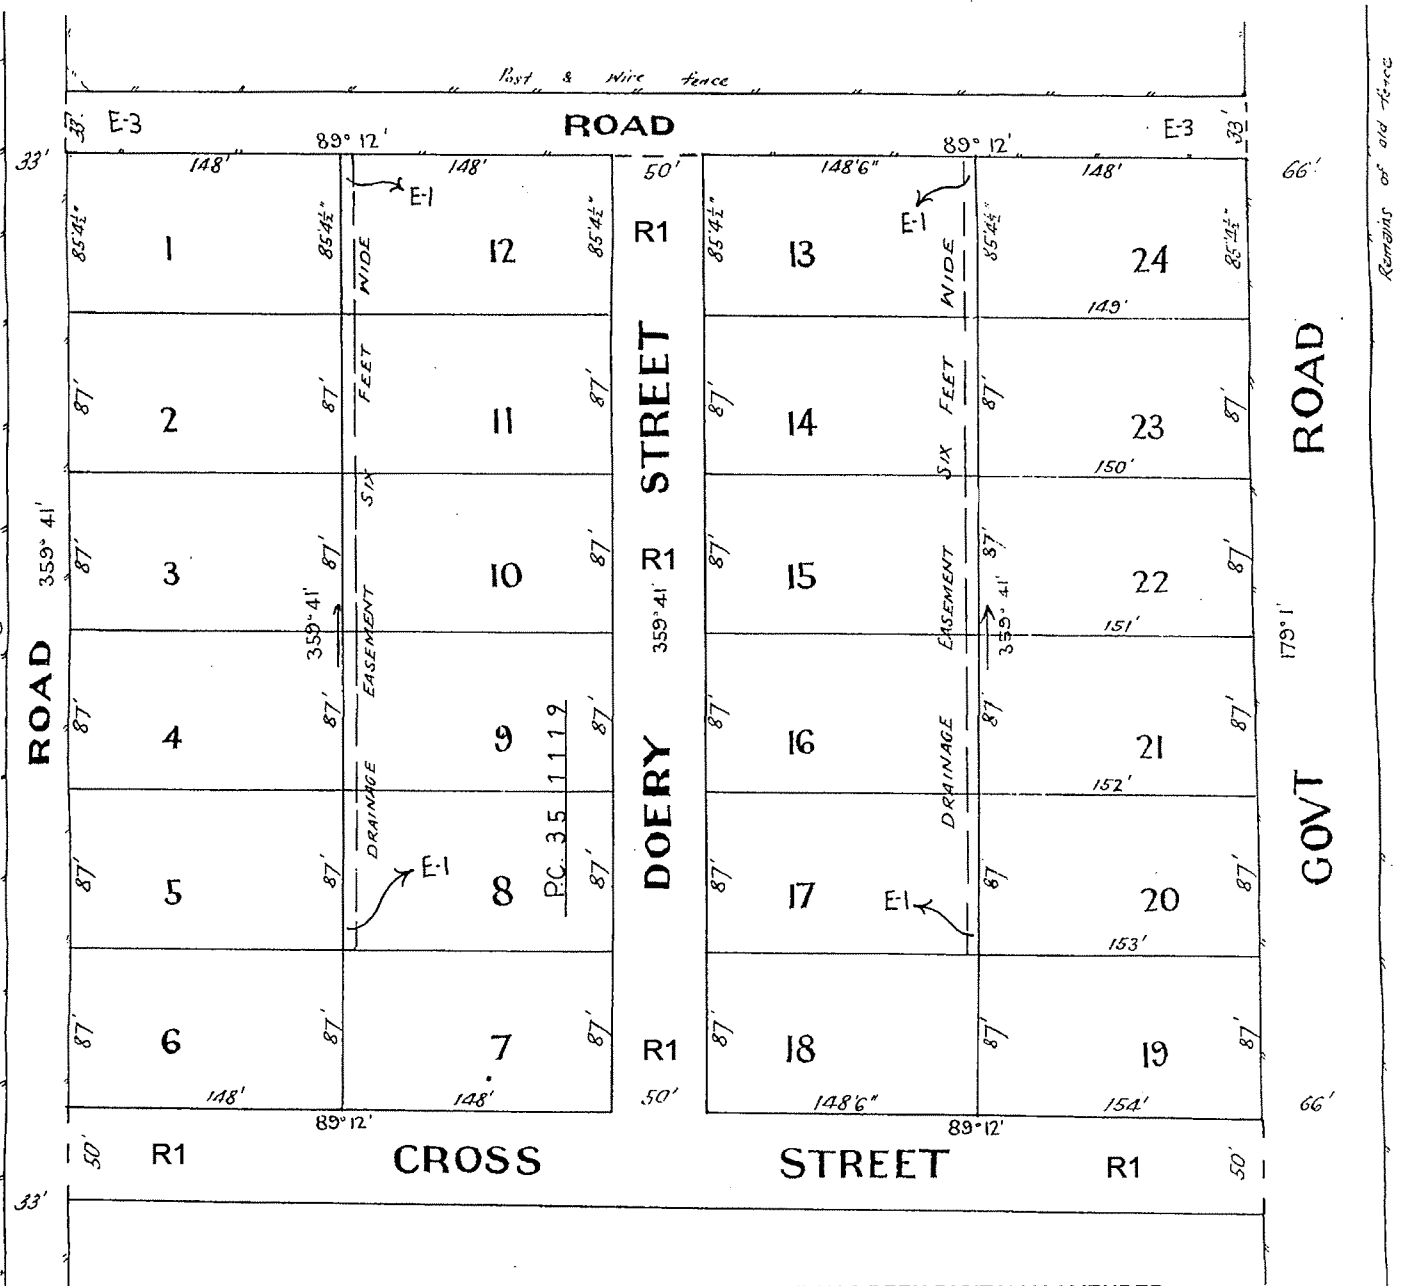 Post & Wire fence
33' E-3 ROAD E-3 33'
89° 12' 89° 12'
33' 148' 148' 50' 148'6" 148' 66'
E-1 E-1
Remains of old fence
85'4½" 85'4½" 85'4½" R1 85'4½" 85'4½" 85'4½"
1 12 13 24
149'
87' 87' 87' 87' 87' 87'
2 11 14 23
150'
87' 87' 87' R1 87' 87' 87'
3 10 15 22
151'
359° 41' 359° 41' 359° 41' 359° 41' 179° 1'
87' 87' 87' 87' 87' 87'
4 9 16 21
152'
87' 87' 87' 87' 87' 87'
5 8 17 20
E-1 E-1
153'
87' 87' 87' 87' 87' 87'
6 7 R1 18 19
148' 148' 50' 148'6" 154' 66'
89° 12' 89° 12'
50' R1 CROSS STREET R1 50'
33'
ROAD
DRAINAGE EASEMENT SIX FEET WIDE
P.C. 351119
DOERY STREET
DRAINAGE EASEMENT SIX FEET WIDE
GOVT ROAD